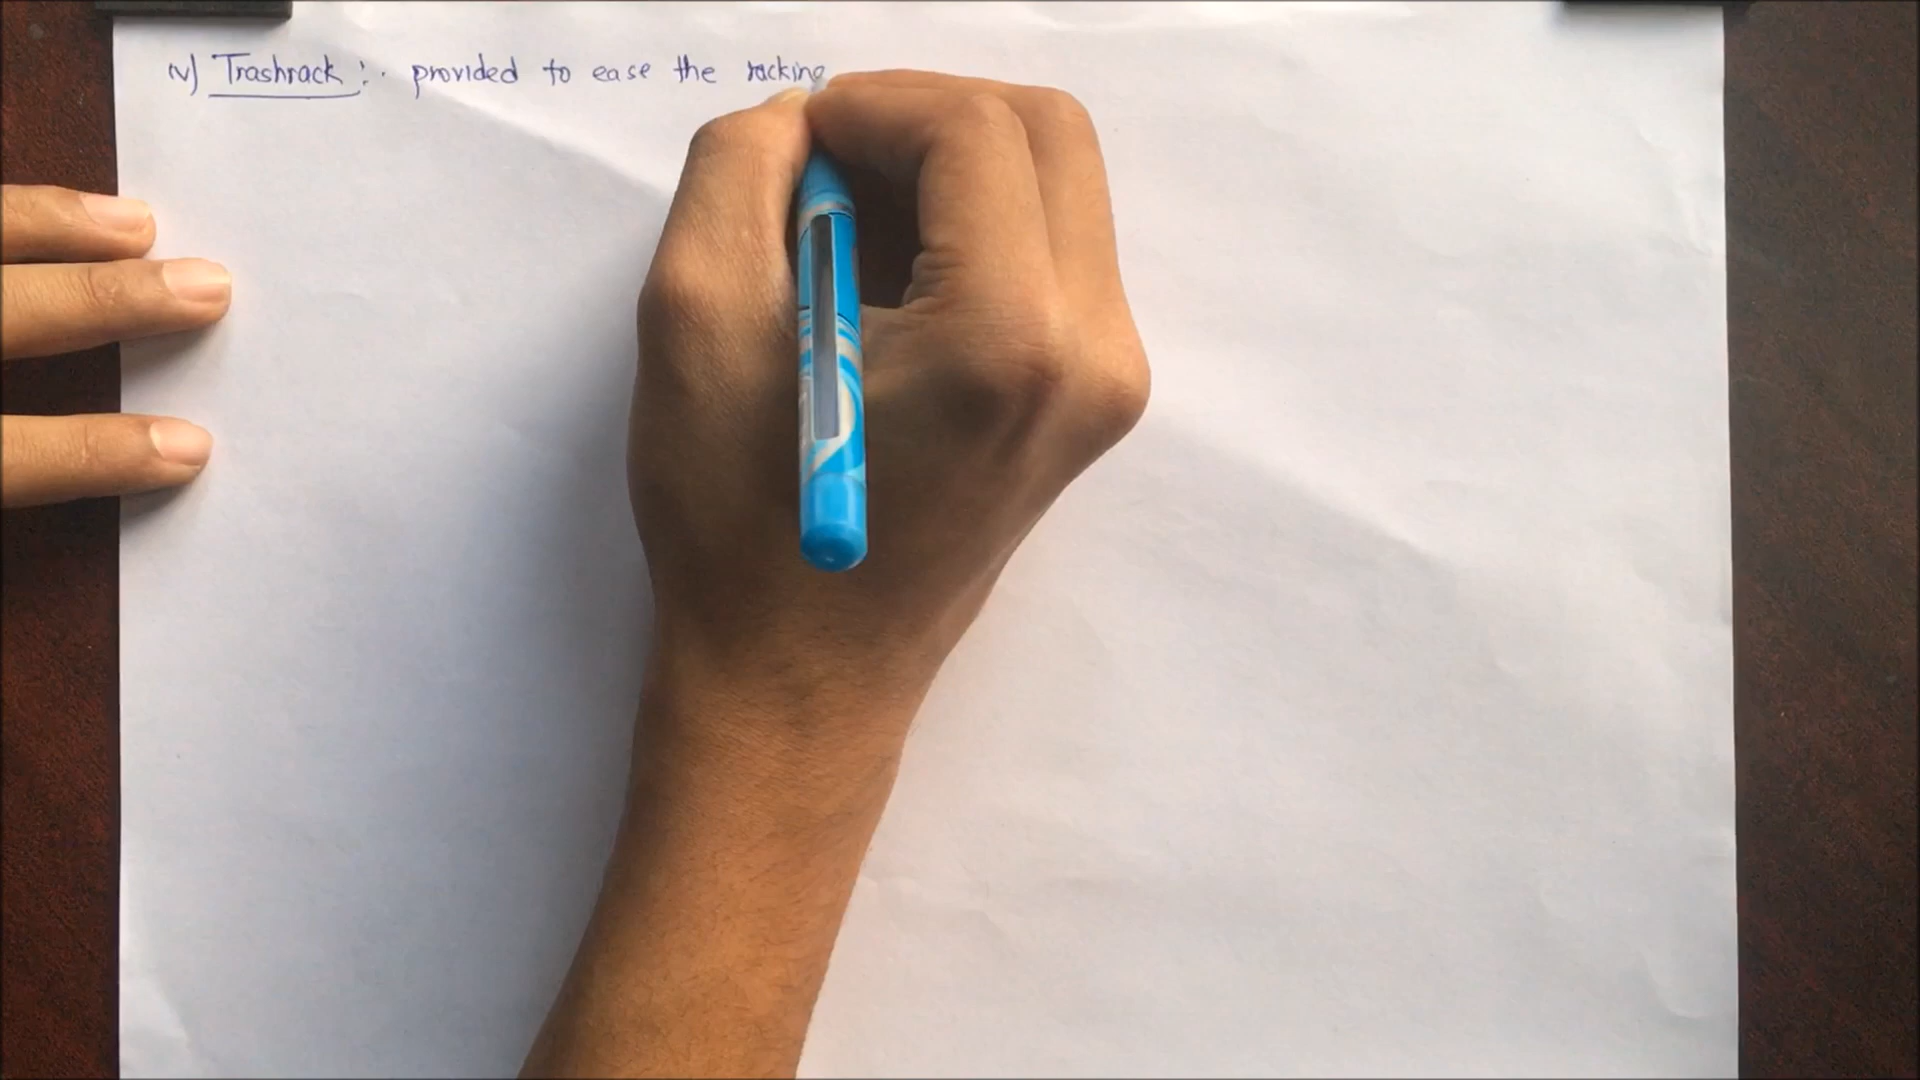 iv) Trashrack :. provided to ease the racking